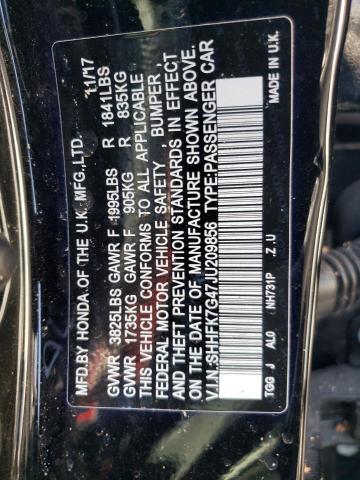 MFD.BY HONDA OF THE U.K. MFG.,LTD. 11/17
GVWR 3825LBS GAWR F 1995LBS R 1841LBS
GVWR 1735KG GAWR F 905KG R 835KG
THIS VEHICLE CONFORMS TO ALL APPLICABLE
FEDERAL MOTOR VEHICLE SAFETY , BUMPER
AND THEFT PREVENTION STANDARDS IN EFFECT
ON THE DATE OF MANUFACTURE SHOWN ABOVE.
V.I.N.:SHHFK7G47JU209856 TYPE:PASSENGER CAR
TGG J AL0 NH731P Z . U MADE IN U.K.